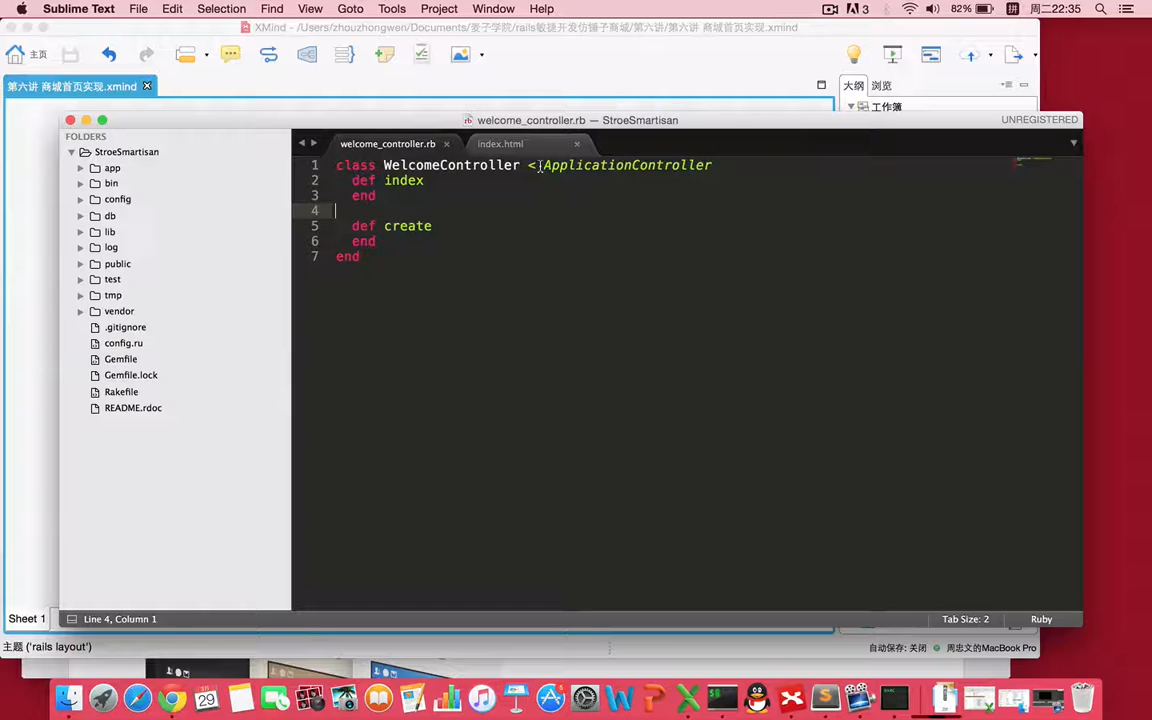 Sublime Text File Edit Selection Find View Goto Tools Project Window Help 3 82% 拼 周二22:35
XMind - /Users/zhouzhongwen/Documents/麦子学院/rails敏捷开发仿锤子商城/第六讲/第六讲 商城首页实现.xmind
主页
第六讲 商城首页实现.xmind
大纲 浏览
工作簿
welcome_controller.rb — StroeSmartisan UNREGISTERED
FOLDERS
StroeSmartisan
app
bin
config
db
lib
log
public
test
tmp
vendor
.gitignore
config.ru
Gemfile
Gemfile.lock
Rakefile
README.rdoc
welcome_controller.rb index.html
1 class WelcomeController < ApplicationController
2 def index
3 end
4
5 def create
6 end
7 end
Line 4, Column 1 Tab Size: 2 Ruby
Sheet 1
主题 ('rails layout') 自动保存: 关闭 周忠文的MacBook Pro